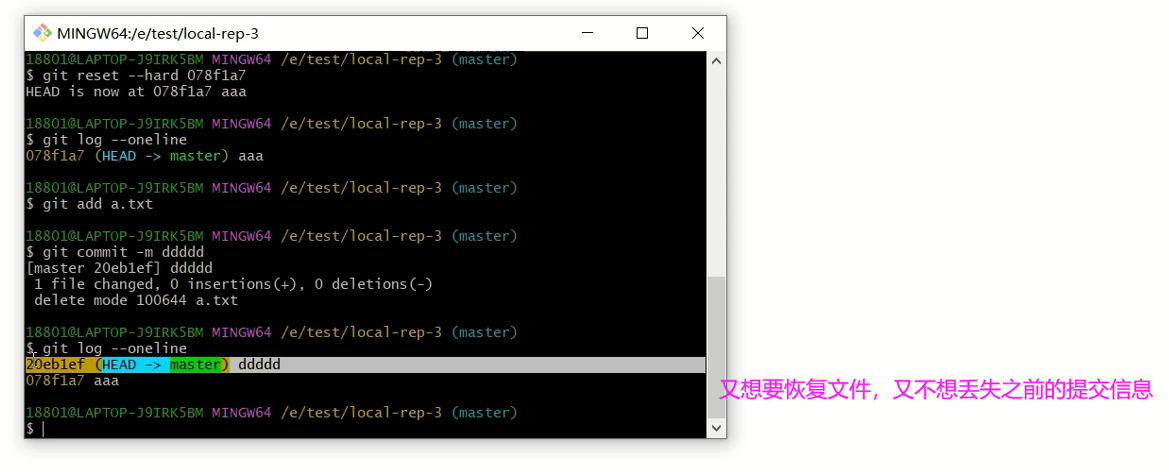 MINGW64:/e/test/local-rep-3
18801@LAPTOP-J9IRK5BM MINGW64 /e/test/local-rep-3 (master)
$ git reset --hard 078f1a7
HEAD is now at 078f1a7 aaa
18801@LAPTOP-J9IRK5BM MINGW64 /e/test/local-rep-3 (master)
$ git log --oneline
078f1a7 (HEAD -> master) aaa
18801@LAPTOP-J9IRK5BM MINGW64 /e/test/local-rep-3 (master)
$ git add a.txt
18801@LAPTOP-J9IRK5BM MINGW64 /e/test/local-rep-3 (master)
$ git commit -m ddddd
[master 20eb1ef] ddddd
1 file changed, 0 insertions(+), 0 deletions(-)
delete mode 100644 a.txt
18801@LAPTOP-J9IRK5BM MINGW64 /e/test/local-rep-3 (master)
$ git log --oneline
20eb1ef (HEAD -> master) ddddd
078f1a7 aaa
又想要恢复文件，又不想丢失之前的提交信息
18801@LAPTOP-J9IRK5BM MINGW64 /e/test/local-rep-3 (master)
$